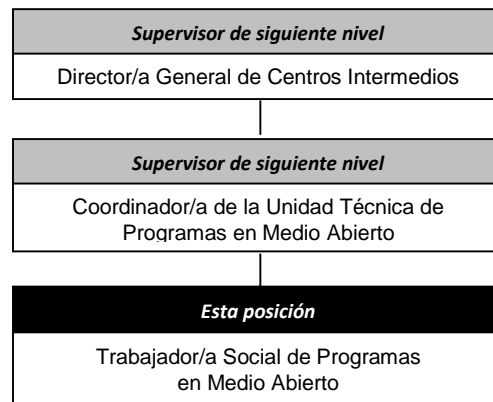 Supervisor de siguiente nivel
Director/a General de Centros Intermedios
Supervisor de siguiente nivel
Coordinador/a de la Unidad Técnica de
Programas en Medio Abierto
Esta posición
Trabajador/a Social de Programas
en Medio Abierto